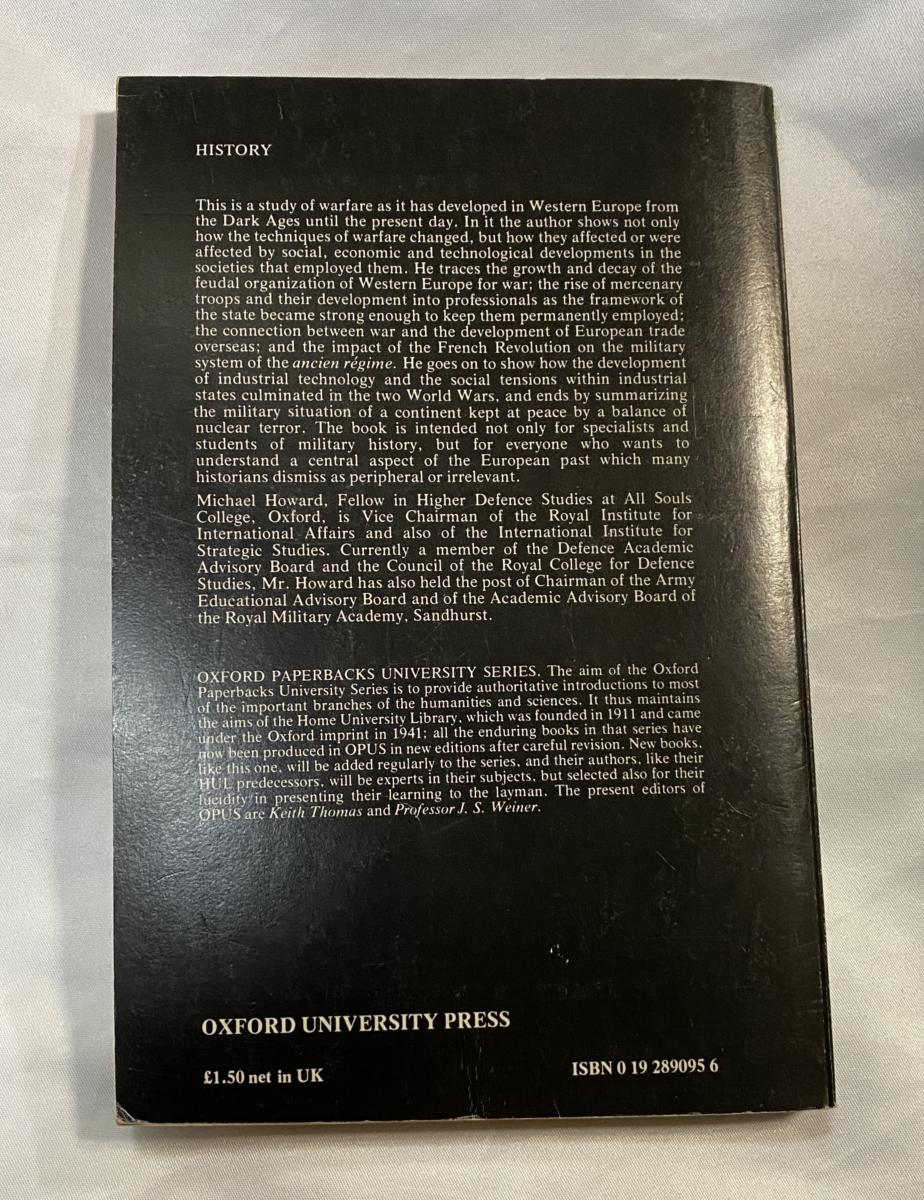 HISTORY
This is a study of warfare as it has developed in Western Europe from
the Dark Ages until the present day. In it the author shows not only
how the techniques of warfare changed, but how they affected or were
affected by social, economic and technological developments in the
societies that employed them. He traces the growth and decay of the
feudal organization of Western Europe for war; the rise of mercenary
troops and their development into professionals as the framework of
the state became strong enough to keep them permanently employed;
the connection between war and the development of European trade
overseas; and the impact of the French Revolution on the military
system of the ancien régime. He goes on to show how the development
of industrial technology and the social tensions within industrial
states culminated in the two World Wars, and ends by summarizing
the military situation of a continent kept at peace by a balance of
nuclear terror. The book is intended not only for specialists and
students of military history, but for everyone who wants to
understand a central aspect of the European past which many
historians dismiss as peripheral or irrelevant.
Michael Howard, Fellow in Higher Defence Studies at All Souls
College, Oxford, is Vice Chairman of the Royal Institute for
International Affairs and also of the International Institute for
Strategic Studies. Currently a member of the Defence Academic
Advisory Board and the Council of the Royal College for Defence
Studies, Mr. Howard has also held the post of Chairman of the Army
Educational Advisory Board and of the Academic Advisory Board of
the Royal Military Academy, Sandhurst.
OXFORD PAPERBACKS UNIVERSITY SERIES. The aim of the Oxford
Paperbacks University Series is to provide authoritative introductions to most
of the important branches of the humanities and sciences. It thus maintains
the aims of the Home University Library, which was founded in 1911 and came
under the Oxford imprint in 1941; all the enduring books in that series have
now been produced in OPUS in new editions after careful revision. New books,
like this one, will be added regularly to the series, and their authors, like their
HUL predecessors, will be experts in their subjects, but selected also for their
lucidity in presenting their learning to the layman. The present editors of
OPUS are Keith Thomas and Professor J. S. Weiner.
OXFORD UNIVERSITY PRESS
£1.50 net in UK
ISBN 0 19 289095 6